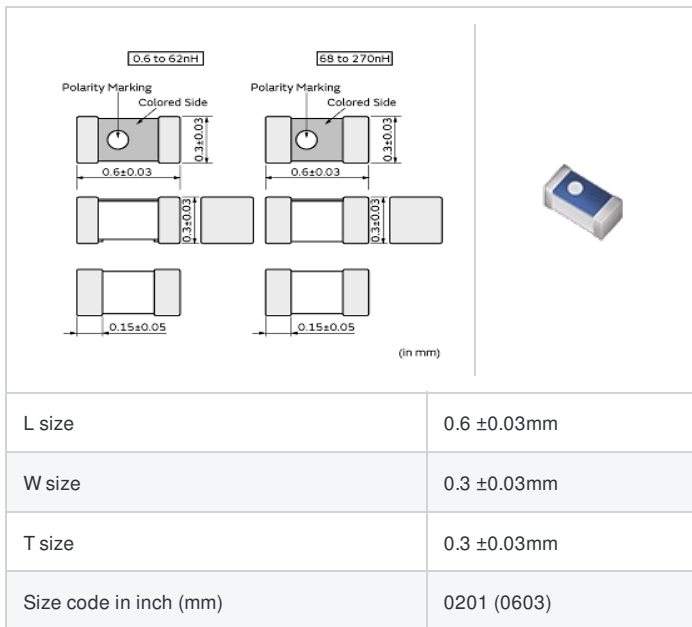 0.6 to 62nH
68 to 270nH
Polarity Marking
Colored Side
Polarity Marking
Colored Side
0.3±0.03
0.6±0.03
0.3±0.03
0.6±0.03
0.3±0.03
0.3±0.03
0.15±0.05
0.15±0.05
(in mm)
L size 0.6 ±0.03mm
W size 0.3 ±0.03mm
T size 0.3 ±0.03mm
Size code in inch (mm) 0201 (0603)